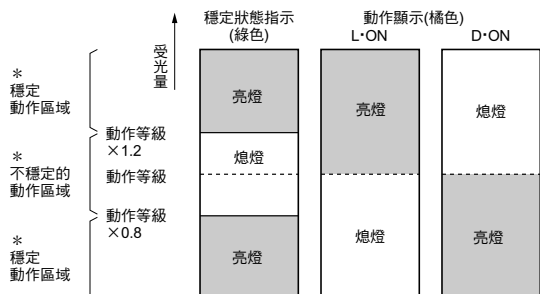 穩定狀態指示
(綠色)
動作顯示(橘色)
L･ON
D･ON
受光量
＊
穩定
動作區域
亮燈
亮燈
熄燈
動作等級
×1.2
＊
不穩定的
動作區域
熄燈
動作等級
動作等級
×0.8
＊
穩定
動作區域
亮燈
熄燈
亮燈